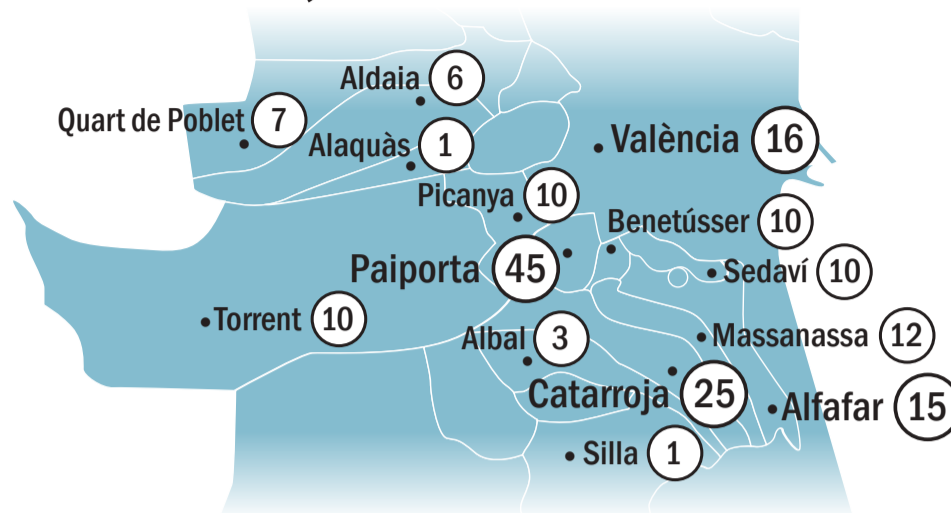 Aldaia 6
Quart de Poblet 7
Alaquàs 1
València 16
Picanya 10
Benetússer 10
Paiporta 45
Sedaví 10
Torrent 10
Albal 3
Massanassa 12
Catarroja 25
Alfafar 15
Silla 1